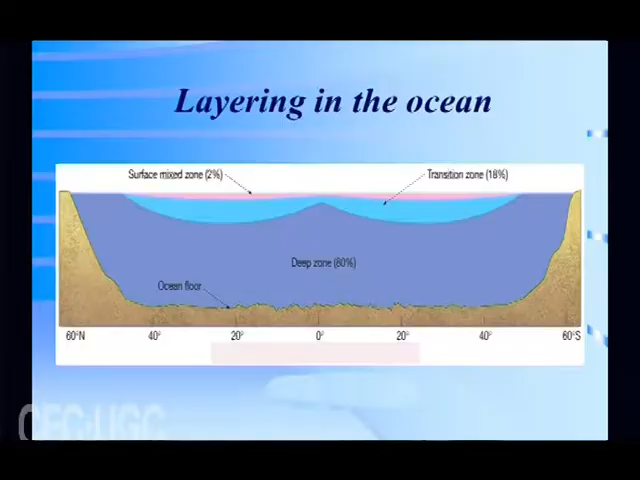 Layering in the ocean
Surface mixed zone (2%)
Transition zone (18%)
Deep zone (80%)
Ocean floor
60°N 40° 20° 0° 20° 40° 60°S
CEC-UGC